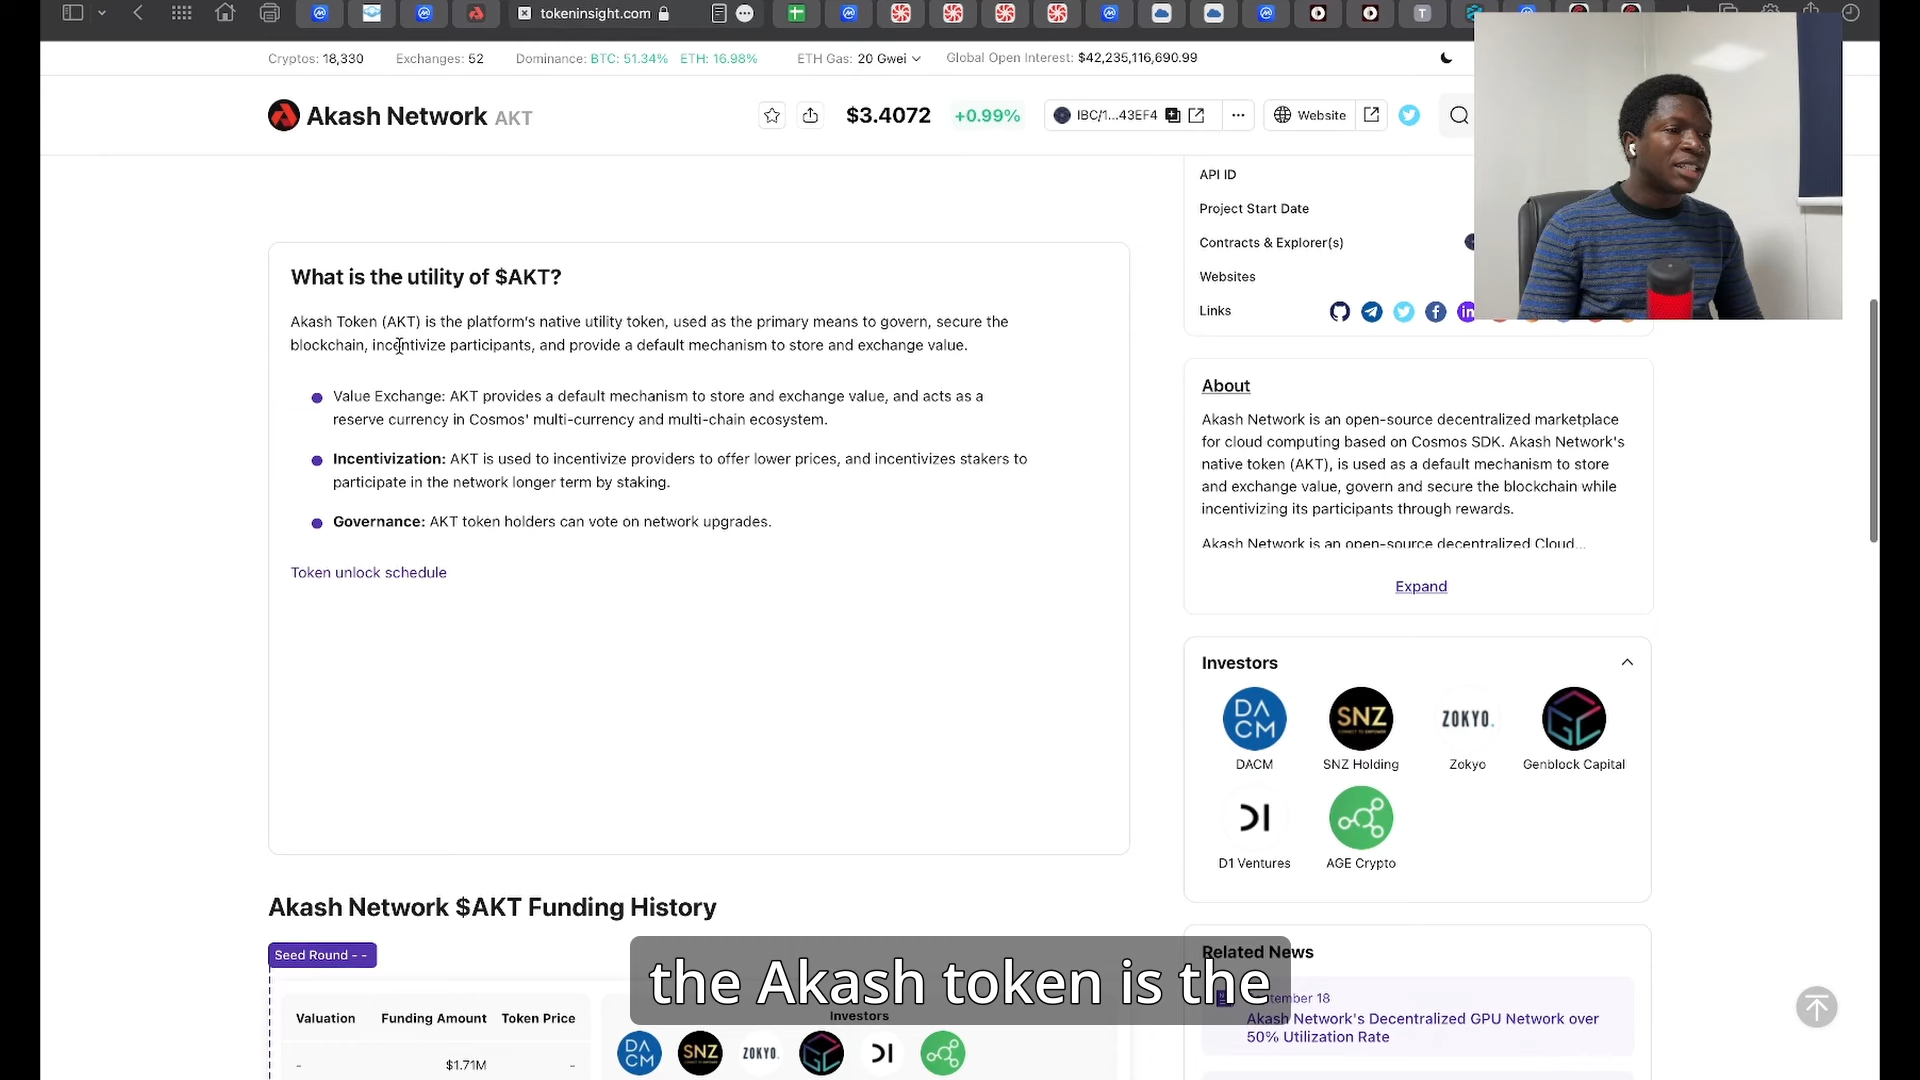 tokeninsight.com
Cryptos: 18,330
Exchanges: 52
Dominance: BTC: 51.34% ETH: 16.98%
ETH Gas: 20 Gwei
Global Open Interest: $42,235,116,690.99
Akash Network AKT
$3.4072
+0.99%
IBC/1...43EF4
Website
What is the utility of $AKT?
Akash Token (AKT) is the platform's native utility token, used as the primary means to govern, secure the
blockchain, incentivize participants, and provide a default mechanism to store and exchange value.
Value Exchange: AKT provides a default mechanism to store and exchange value, and acts as a
reserve currency in Cosmos' multi-currency and multi-chain ecosystem.
Incentivization: AKT is used to incentivize providers to offer lower prices, and incentivizes stakers to
participate in the network longer term by staking.
Governance: AKT token holders can vote on network upgrades.
Token unlock schedule
API ID
Project Start Date
Contracts & Explorer(s)
Websites
Links
About
Akash Network is an open-source decentralized marketplace
for cloud computing based on Cosmos SDK. Akash Network's
native token (AKT), is used as a default mechanism to store
and exchange value, govern and secure the blockchain while
incentivizing its participants through rewards.
Akash Network is an open-source decentralized Cloud...
Expand
Investors
DACM
SNZ
ZOKYO.
DACM
SNZ Holding
Zokyo
Genblock Capital
D1 Ventures
AGE Crypto
Akash Network $AKT Funding History
Seed Round - -
Valuation
Funding Amount
Token Price
Investors
-
$1.71M
-
DACM
SNZ
ZOKYO.
Related News
September 18
Akash Network's Decentralized GPU Network over
50% Utilization Rate
the Akash token is the